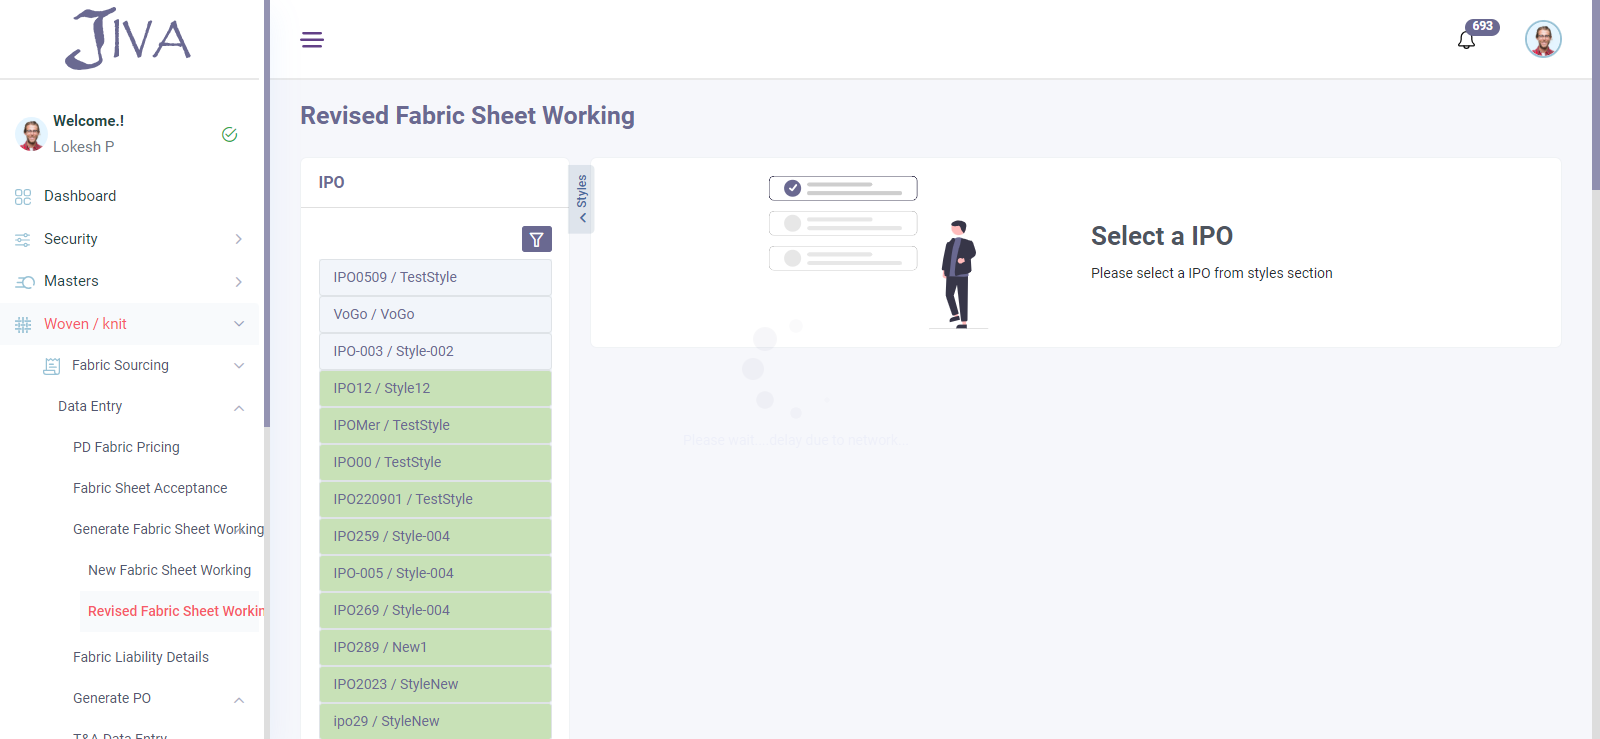 JIVA
693
Welcome.!
Lokesh P
Dashboard
Security
Masters
Woven / knit
Fabric Sourcing
Data Entry
PD Fabric Pricing
Fabric Sheet Acceptance
Generate Fabric Sheet Working
New Fabric Sheet Working
Revised Fabric Sheet Workin
Fabric Liability Details
Generate PO
T&A Data Entry
Revised Fabric Sheet Working
IPO
Styles
IPO0509 / TestStyle
VoGo / VoGo
IPO-003 / Style-002
IPO12 / Style12
IPOMer / TestStyle
IPO00 / TestStyle
IPO220901 / TestStyle
IPO259 / Style-004
IPO-005 / Style-004
IPO269 / Style-004
IPO289 / New1
IPO2023 / StyleNew
ipo29 / StyleNew
Select a IPO
Please select a IPO from styles section
Please wait... delay due to network...